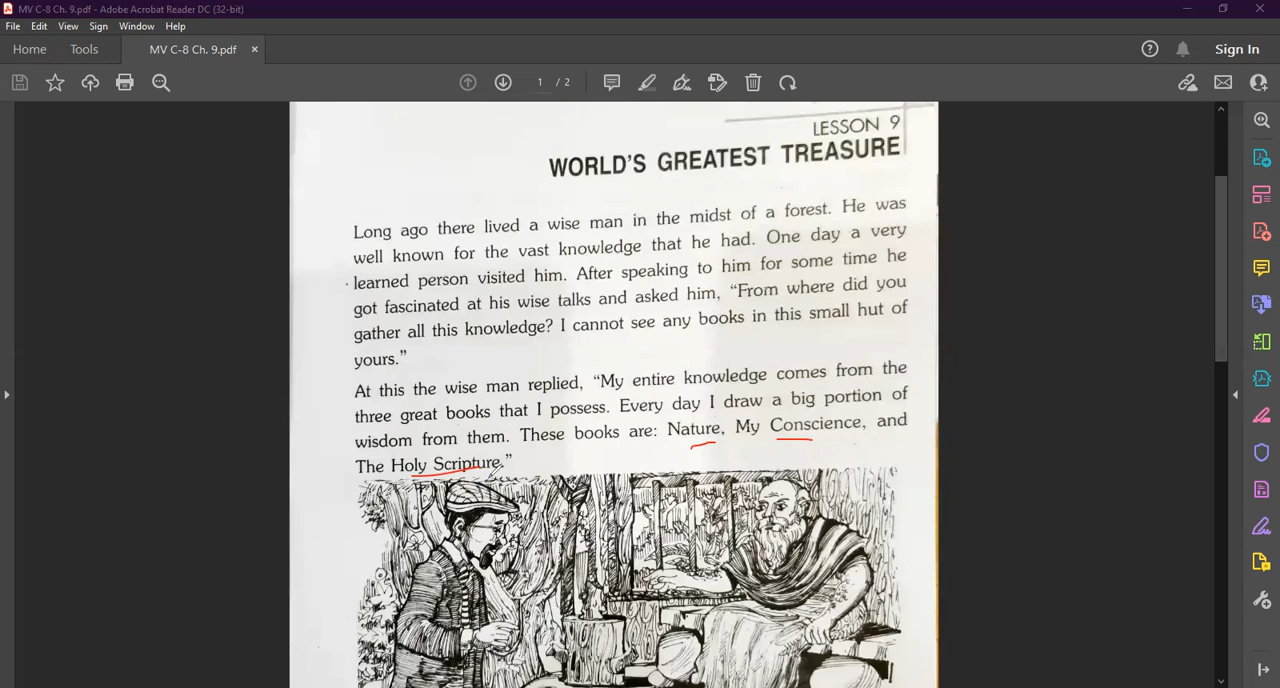 MV C-8 Ch. 9.pdf - Adobe Acrobat Reader DC (32-bit)
File Edit View Sign Window Help
Home Tools MV C-8 Ch. 9.pdf × Sign In
1 / 2
LESSON 9
WORLD'S GREATEST TREASURE
Long ago there lived a wise man in the midst of a forest. He was
well known for the vast knowledge that he had. One day a very
learned person visited him. After speaking to him for some time he
got fascinated at his wise talks and asked him, “From where did you
gather all this knowledge? I cannot see any books in this small hut of
yours.”
At this the wise man replied, “My entire knowledge comes from the
three great books that I possess. Every day I draw a big portion of
wisdom from them. These books are: Nature, My Conscience, and
The Holy Scripture.”